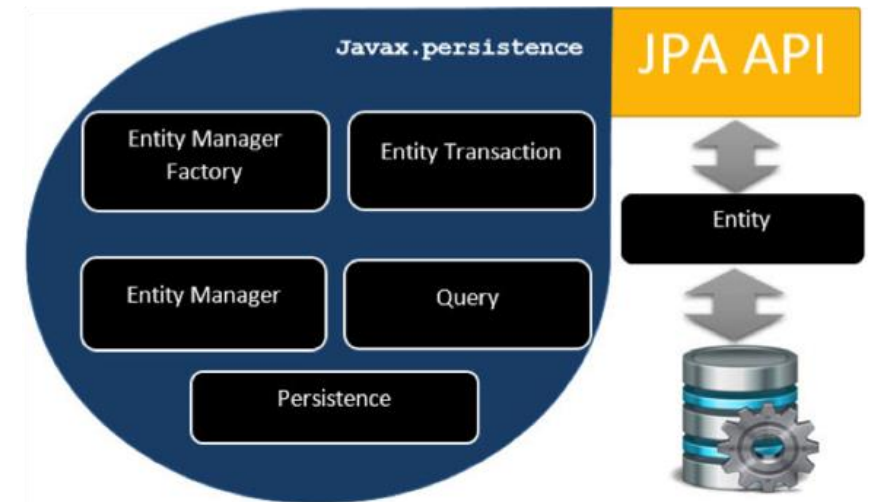 Javax.persistence
JPA API
Entity Manager
Factory
Entity Transaction
Entity
Entity Manager
Query
Persistence